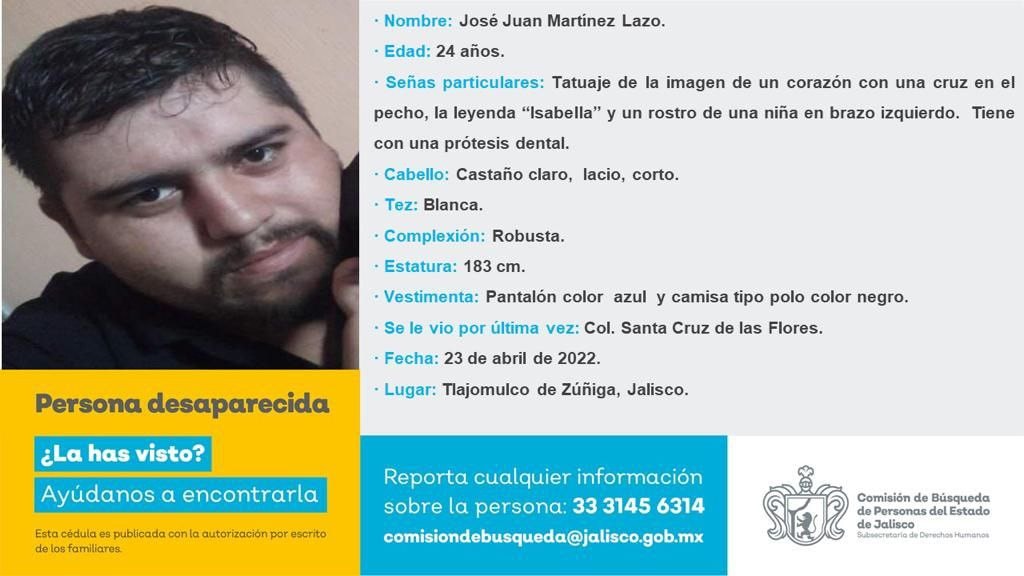 · Nombre: José Juan Martínez Lazo.
· Edad: 24 años.
· Señas particulares: Tatuaje de la imagen de un corazón con una cruz en el
pecho, la leyenda “Isabella” y un rostro de una niña en brazo izquierdo. Tiene
con una prótesis dental.
· Cabello: Castaño claro, lacio, corto.
· Tez: Blanca.
· Complexión: Robusta.
· Estatura: 183 cm.
· Vestimenta: Pantalón color azul y camisa tipo polo color negro.
· Se le vio por última vez: Col. Santa Cruz de las Flores.
· Fecha: 23 de abril de 2022.
· Lugar: Tlajomulco de Zúñiga, Jalisco.
Persona desaparecida
¿La has visto?
Ayúdanos a encontrarla
Esta cédula es publicada con la autorización por escrito
de los familiares.
Reporta cualquier información
sobre la persona: 33 3145 6314
comisiondebusqueda@jalisco.gob.mx
Comisión de Búsqueda
de Personas del Estado
de Jalisco
Subsecretaría de Derechos Humanos